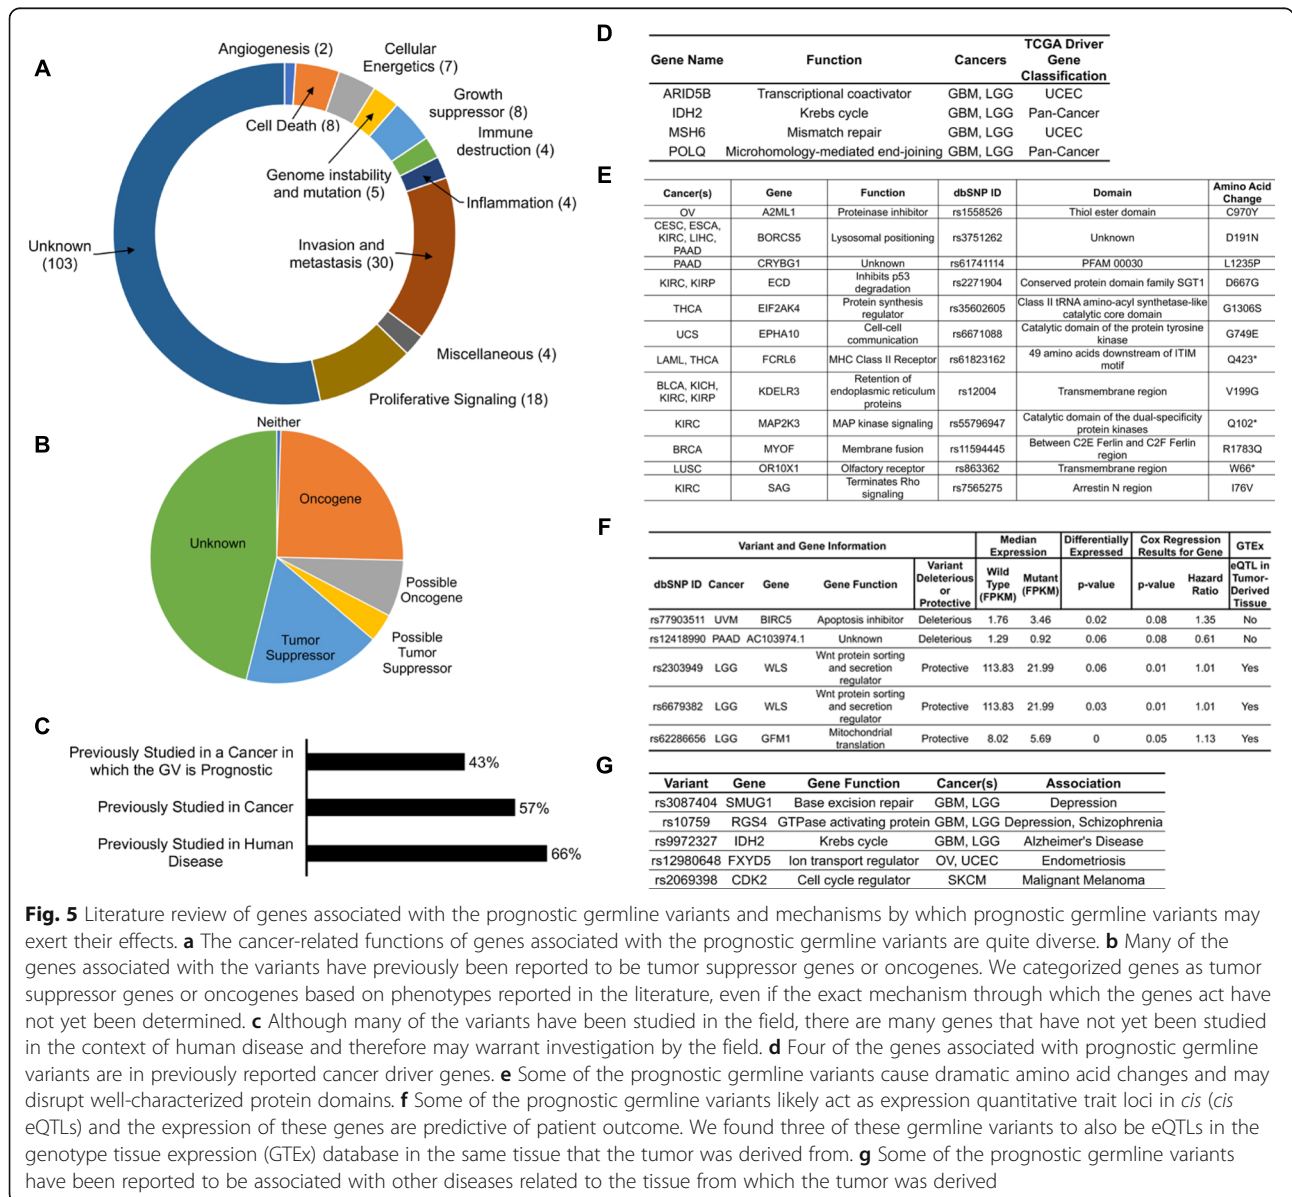 A
Angiogenesis (2)
Cellular
Energetics (7)
Growth
suppressor (8)
Cell Death (8)
Immune
destruction (4)
Genome instability
and mutation (5)
Inflammation (4)
Unknown
(103)
Invasion and
metastasis (30)
Miscellaneous (4)
Proliferative Signaling (18)
B
Neither
Oncogene
Unknown
Possible
Oncogene
Tumor
Suppressor
Possible
Tumor
Suppressor
C
Previously Studied in a Cancer in
which the GV is Prognostic
43%
Previously Studied in Cancer
57%
Previously Studied in Human
Disease
66%
D
Gene Name Function Cancers TCGA Driver Gene Classification
ARID5B Transcriptional coactivator GBM, LGG UCEC
IDH2 Krebs cycle GBM, LGG Pan-Cancer
MSH6 Mismatch repair GBM, LGG UCEC
POLQ Microhomology-mediated end-joining GBM, LGG Pan-Cancer
E
Cancer(s) Gene Function dbSNP ID Domain Amino Acid Change
OV A2ML1 Proteinase inhibitor rs1558526 Thiol ester domain C970Y
CESC, ESCA, KIRC, LIHC, PAAD BORCS5 Lysosomal positioning rs3751262 Unknown D191N
PAAD CRYBG1 Unknown rs61741114 PFAM 00030 L1235P
KIRC, KIRP ECD Inhibits p53 degradation rs2271904 Conserved protein domain family SGT1 D667G
THCA EIF2AK4 Protein synthesis regulator rs35602605 Class II tRNA amino-acyl synthetase-like catalytic core domain G1306S
UCS EPHA10 Cell-cell communication rs6671088 Catalytic domain of the protein tyrosine kinase G749E
LAML, THCA FCRL6 MHC Class II Receptor rs61823162 49 amino acids downstream of ITIM motif Q423*
BLCA, KICH, KIRC, KIRP KDELR3 Retention of endoplasmic reticulum proteins rs12004 Transmembrane region V199G
KIRC MAP2K3 MAP kinase signaling rs55796947 Catalytic domain of the dual-specificity protein kinases Q102*
BRCA MYOF Membrane fusion rs11594445 Between C2E Ferlin and C2F Ferlin region R1783Q
LUSC OR10X1 Olfactory receptor rs863362 Transmembrane region W66*
KIRC SAG Terminates Rho signaling rs7565275 Arrestin N region I76V
F
Variant and Gene Information Median Expression Differentially Expressed Cox Regression Results for Gene GTEx
dbSNP ID Cancer Gene Gene Function Variant Deleterious or Protective Wild Type (FPKM) Mutant (FPKM) p-value p-value Hazard Ratio eQTL in Tumor-Derived Tissue
rs77903511 UVM BIRC5 Apoptosis inhibitor Deleterious 1.76 3.46 0.02 0.08 1.35 No
rs12418990 PAAD AC103974.1 Unknown Deleterious 1.29 0.92 0.06 0.08 0.61 No
rs2303949 LGG WLS Wnt protein sorting and secretion regulator Protective 113.83 21.99 0.06 0.01 1.01 Yes
rs6679382 LGG WLS Wnt protein sorting and secretion regulator Protective 113.83 21.99 0.03 0.01 1.01 Yes
rs62286656 LGG GFM1 Mitochondrial translation Protective 8.02 5.69 0 0.05 1.13 Yes
G
Variant Gene Gene Function Cancer(s) Association
rs3087404 SMUG1 Base excision repair GBM, LGG Depression
rs10759 RGS4 GTPase activating protein GBM, LGG Depression, Schizophrenia
rs9972327 IDH2 Krebs cycle GBM, LGG Alzheimer's Disease
rs12980648 FXYD5 Ion transport regulator OV, UCEC Endometriosis
rs2069398 CDK2 Cell cycle regulator SKCM Malignant Melanoma
Fig. 5 Literature review of genes associated with the prognostic germline variants and mechanisms by which prognostic germline variants may
exert their effects. a The cancer-related functions of genes associated with the prognostic germline variants are quite diverse. b Many of the
genes associated with the variants have previously been reported to be tumor suppressor genes or oncogenes. We categorized genes as tumor
suppressor genes or oncogenes based on phenotypes reported in the literature, even if the exact mechanism through which the genes act have
not yet been determined. c Although many of the variants have been studied in the field, there are many genes that have not yet been studied
in the context of human disease and therefore may warrant investigation by the field. d Four of the genes associated with prognostic germline
variants are in previously reported cancer driver genes. e Some of the prognostic germline variants cause dramatic amino acid changes and may
disrupt well-characterized protein domains. f Some of the prognostic germline variants likely act as expression quantitative trait loci in cis (cis
eQTLs) and the expression of these genes are predictive of patient outcome. We found three of these germline variants to also be eQTLs in the
genotype tissue expression (GTEx) database in the same tissue that the tumor was derived from. g Some of the prognostic germline variants
have been reported to be associated with other diseases related to the tissue from which the tumor was derived